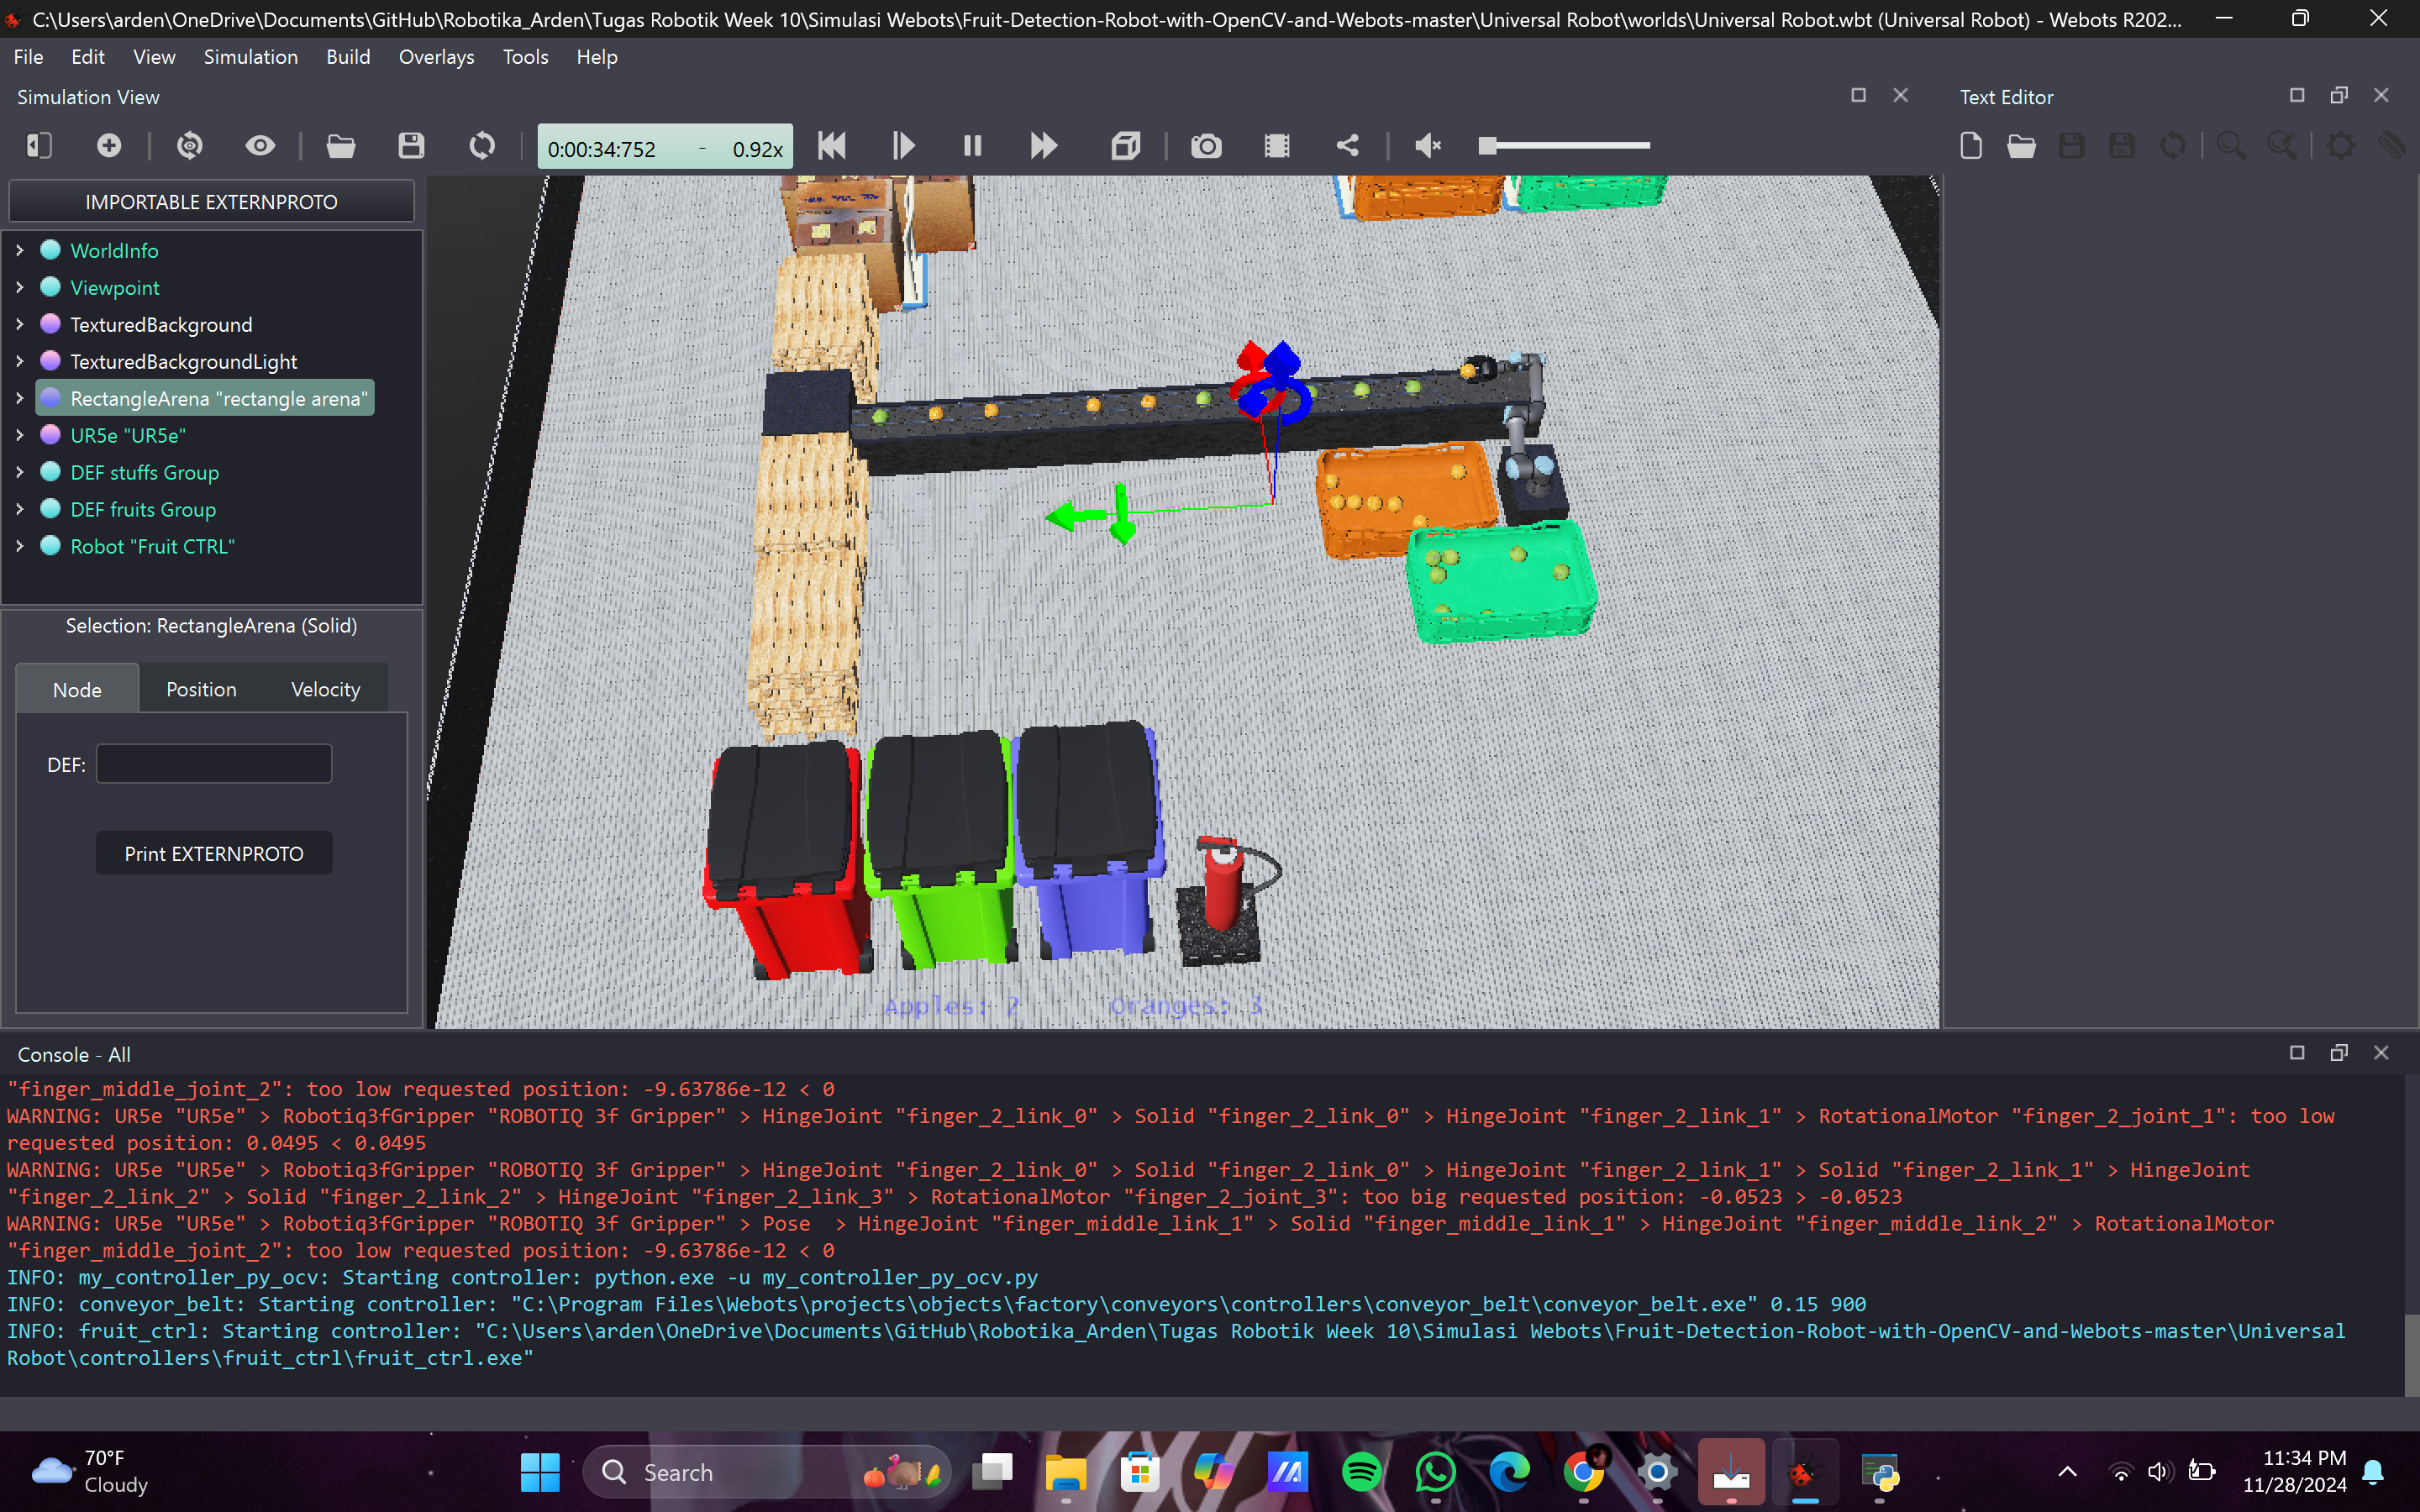 C:\Users\arden\OneDrive\Documents\GitHub\Robotika_Arden\Tugas Robotik Week 10\Simulasi Webots\Fruit-Detection-Robot-with-OpenCV-and-Webots-master\Universal Robot\worlds\Universal Robot.wbt (Universal Robot) - Webots R202...
File Edit View Simulation Build Overlays Tools Help
Simulation View
Text Editor
0:00:34:752 - 0.92x
IMPORTABLE EXTERNPROTO
WorldInfo
Viewpoint
TexturedBackground
TexturedBackgroundLight
RectangleArena "rectangle arena"
UR5e "UR5e"
DEF stuffs Group
DEF fruits Group
Robot "Fruit CTRL"
Selection: RectangleArena (Solid)
Node Position Velocity
DEF:
Print EXTERNPROTO
Apples: 2 Oranges: 3
Console - All
"finger_middle_joint_2": too low requested position: -9.63786e-12 < 0
WARNING: UR5e "UR5e" > Robotiq3fGripper "ROBOTIQ 3f Gripper" > HingeJoint "finger_2_link_0" > Solid "finger_2_link_0" > HingeJoint "finger_2_link_1" > RotationalMotor "finger_2_joint_1": too low
requested position: 0.0495 < 0.0495
WARNING: UR5e "UR5e" > Robotiq3fGripper "ROBOTIQ 3f Gripper" > HingeJoint "finger_2_link_0" > Solid "finger_2_link_0" > HingeJoint "finger_2_link_1" > Solid "finger_2_link_1" > HingeJoint
"finger_2_link_2" > Solid "finger_2_link_2" > HingeJoint "finger_2_link_3" > RotationalMotor "finger_2_joint_3": too big requested position: -0.0523 > -0.0523
WARNING: UR5e "UR5e" > Robotiq3fGripper "ROBOTIQ 3f Gripper" > Pose  > HingeJoint "finger_middle_link_1" > Solid "finger_middle_link_1" > HingeJoint "finger_middle_link_2" > RotationalMotor
"finger_middle_joint_2": too low requested position: -9.63786e-12 < 0
INFO: my_controller_py_ocv: Starting controller: python.exe -u my_controller_py_ocv.py
INFO: conveyor_belt: Starting controller: "C:\Program Files\Webots\projects\objects\factory\conveyors\controllers\conveyor_belt\conveyor_belt.exe" 0.15 900
INFO: fruit_ctrl: Starting controller: "C:\Users\arden\OneDrive\Documents\GitHub\Robotika_Arden\Tugas Robotik Week 10\Simulasi Webots\Fruit-Detection-Robot-with-OpenCV-and-Webots-master\Universal
Robot\controllers\fruit_ctrl\fruit_ctrl.exe"
70°F
Cloudy
Search
11:34 PM
11/28/2024